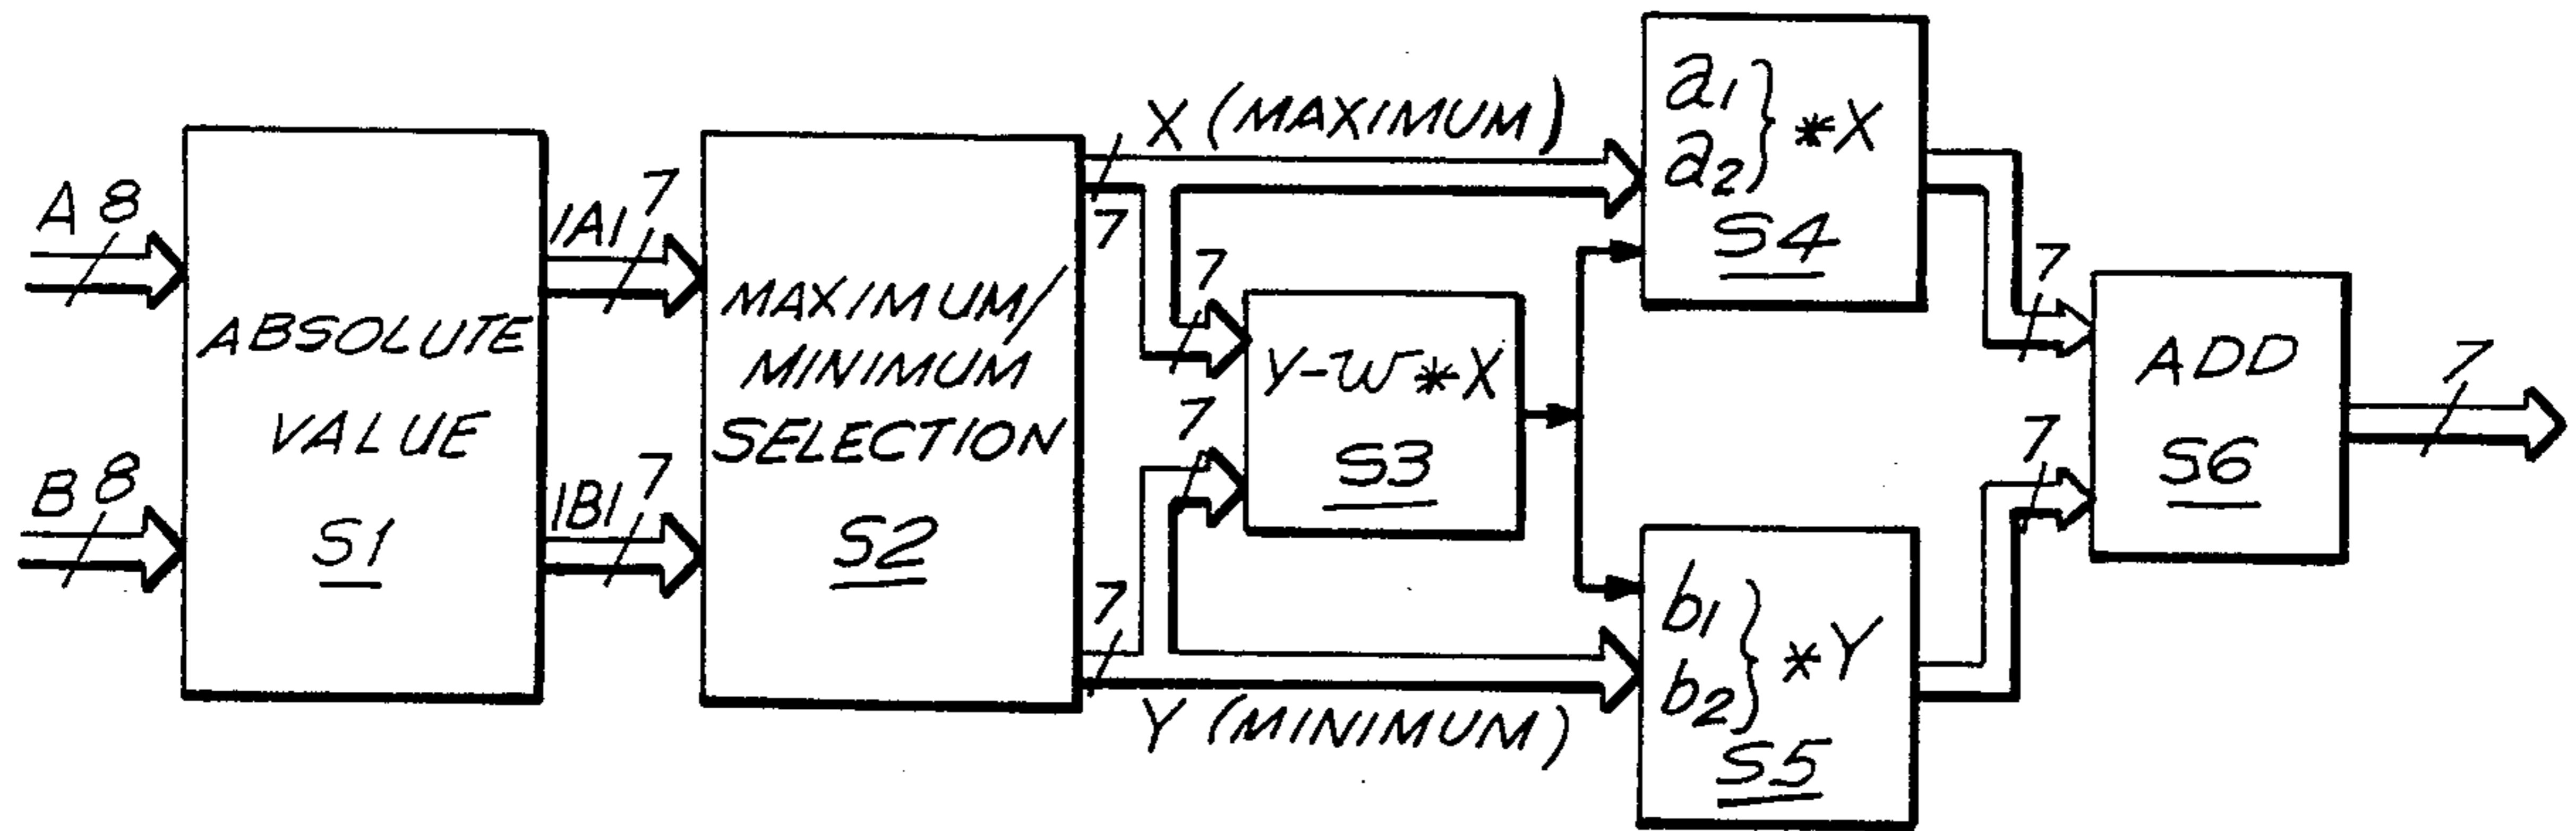 A 8
B 8
ABSOLUTE
VALUE
S1
|A| 7
|B| 7
MAXIMUM/
MINIMUM
SELECTION
S2
X (MAXIMUM)
7
7
Y-w*X
S3
7
7
Y (MINIMUM)
a1
a2 } *X
S4
b1
b2 } *Y
S5
7
7
ADD
S6
7